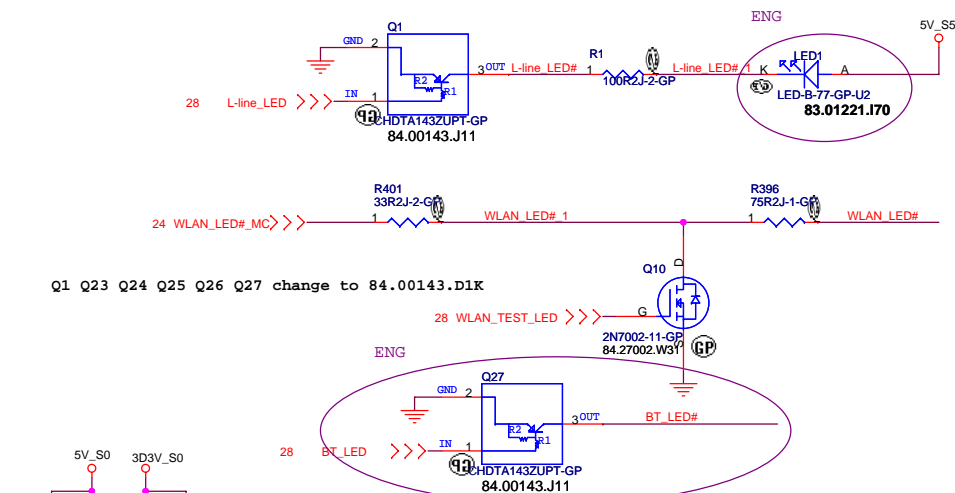 ENG
5V_S5
Q1
GND 2
3 OUT L-line_LED#
R1
1
100R2J-2-GP
L-line_LED#_1
K
LED1
A
LED-B-77-GP-U2
83.01221.I70
R2
R1
28 L-line_LED
IN 1
GP
CHDTA143ZUPT-GP
84.00143.J11
R401
33R2J-2-GP
24 WLAN_LED#_MC
1
WLAN_LED#_1
R396
75R2J-1-GP
1
WLAN_LED#
Q1 Q23 Q24 Q25 Q26 Q27 change to 84.00143.D1K
Q10
D
28 WLAN_TEST_LED
G
2N7002-11-GP
84.27002.W31
S
GP
ENG
Q27
GND 2
3 OUT
BT_LED#
R2
R1
28 BT_LED
IN 1
GP
CHDTA143ZUPT-GP
84.00143.J11
5V_S0
3D3V_S0